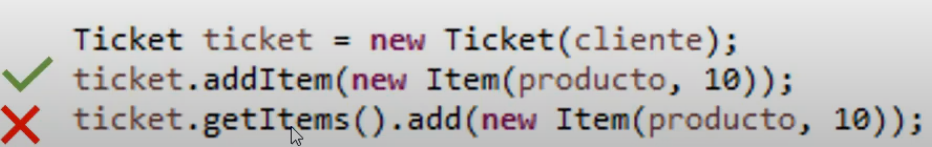 Ticket ticket = new Ticket(cliente);
ticket.addItem(new Item(producto, 10));
ticket.getItems().add(new Item(producto, 10));